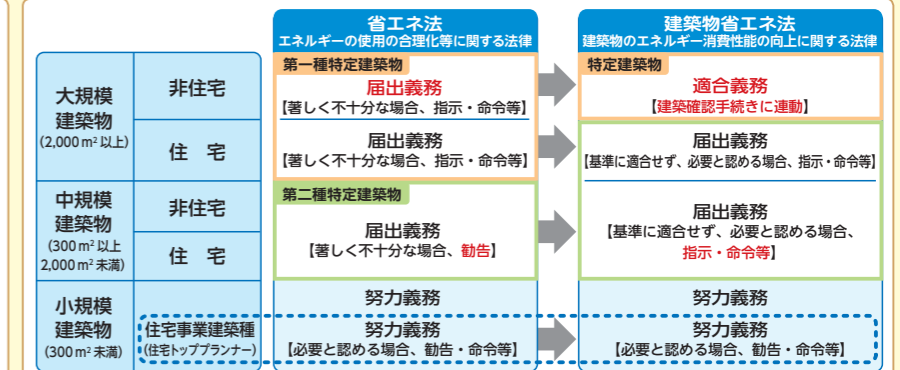 省エネ法
エネルギーの使用の合理化等に関する法律
建築物省エネ法
建築物のエネルギー消費性能の向上に関する法律
大規模
建築物
(2,000㎡以上)
非住宅
住 宅
第一種特定建築物
届出義務
【著しく不十分な場合、指示・命令等】
届出義務
【著しく不十分な場合、指示・命令等】
特定建築物
適合義務
【建築確認手続きに連動】
届出義務
【基準に適合せず、必要と認める場合、指示・命令等】
中規模
建築物
(300㎡以上
2,000㎡未満)
非住宅
住 宅
第二種特定建築物
届出義務
【著しく不十分な場合、勧告】
届出義務
【基準に適合せず、必要と認める場合、
指示・命令等】
小規模
建築物
(300㎡未満)
努力義務
努力義務
住宅事業建築種
(住宅トッププランナー)
努力義務
【必要と認める場合、勧告・命令等】
努力義務
【必要と認める場合、勧告・命令等】